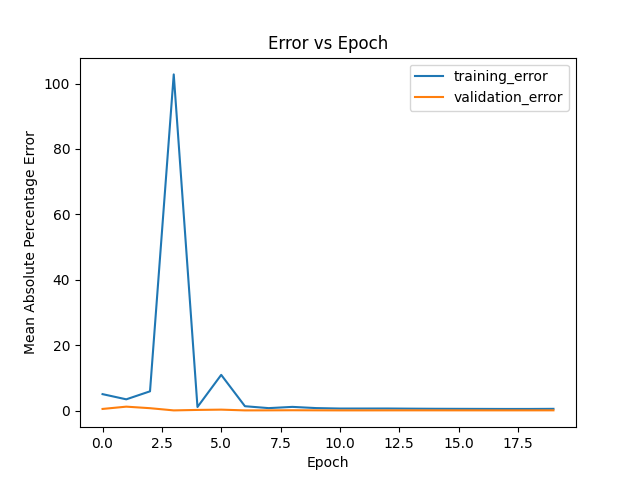 Error vs Epoch
training_error
validation_error
Mean Absolute Percentage Error
100
80
60
40
20
0
0.0 2.5 5.0 7.5 10.0 12.5 15.0 17.5
Epoch